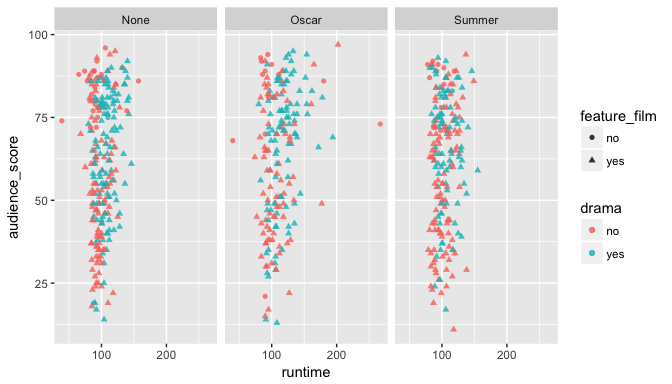 None Oscar Summer
100
75
50
25
audience_score
100 200 100 200 100 200
runtime
feature_film
no
yes
drama
no
yes